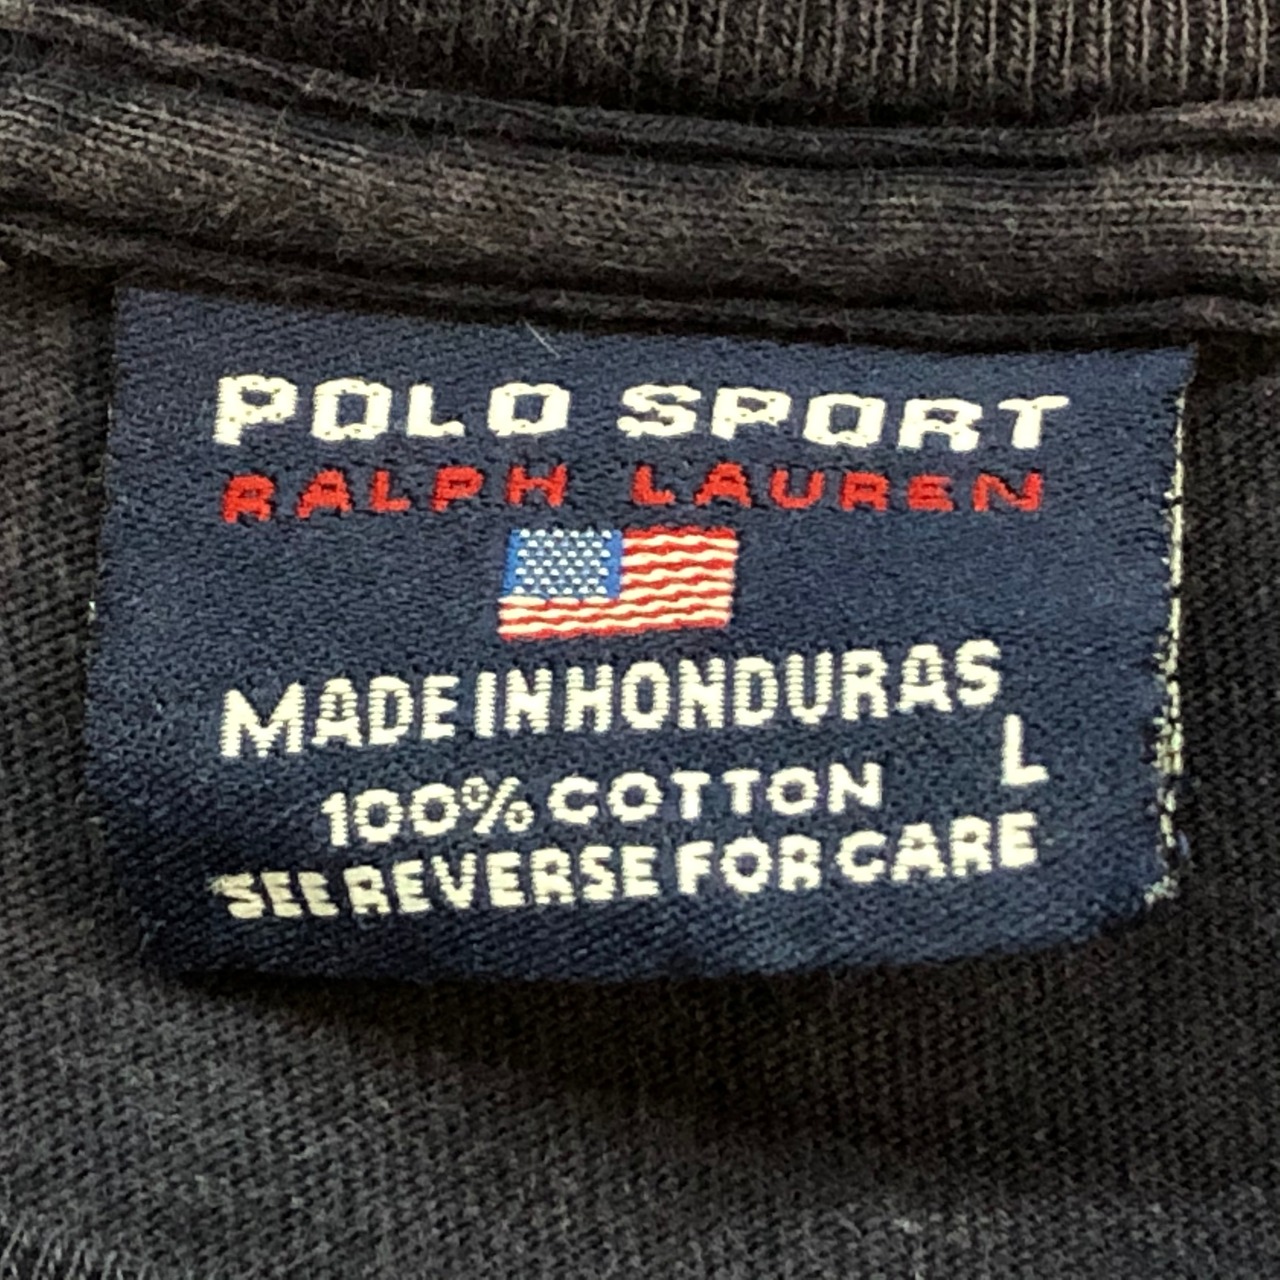 POLO SPORT
RALPH LAUREN
MADE IN HONDURAS
L
100% COTTON
SEE REVERSE FOR CARE